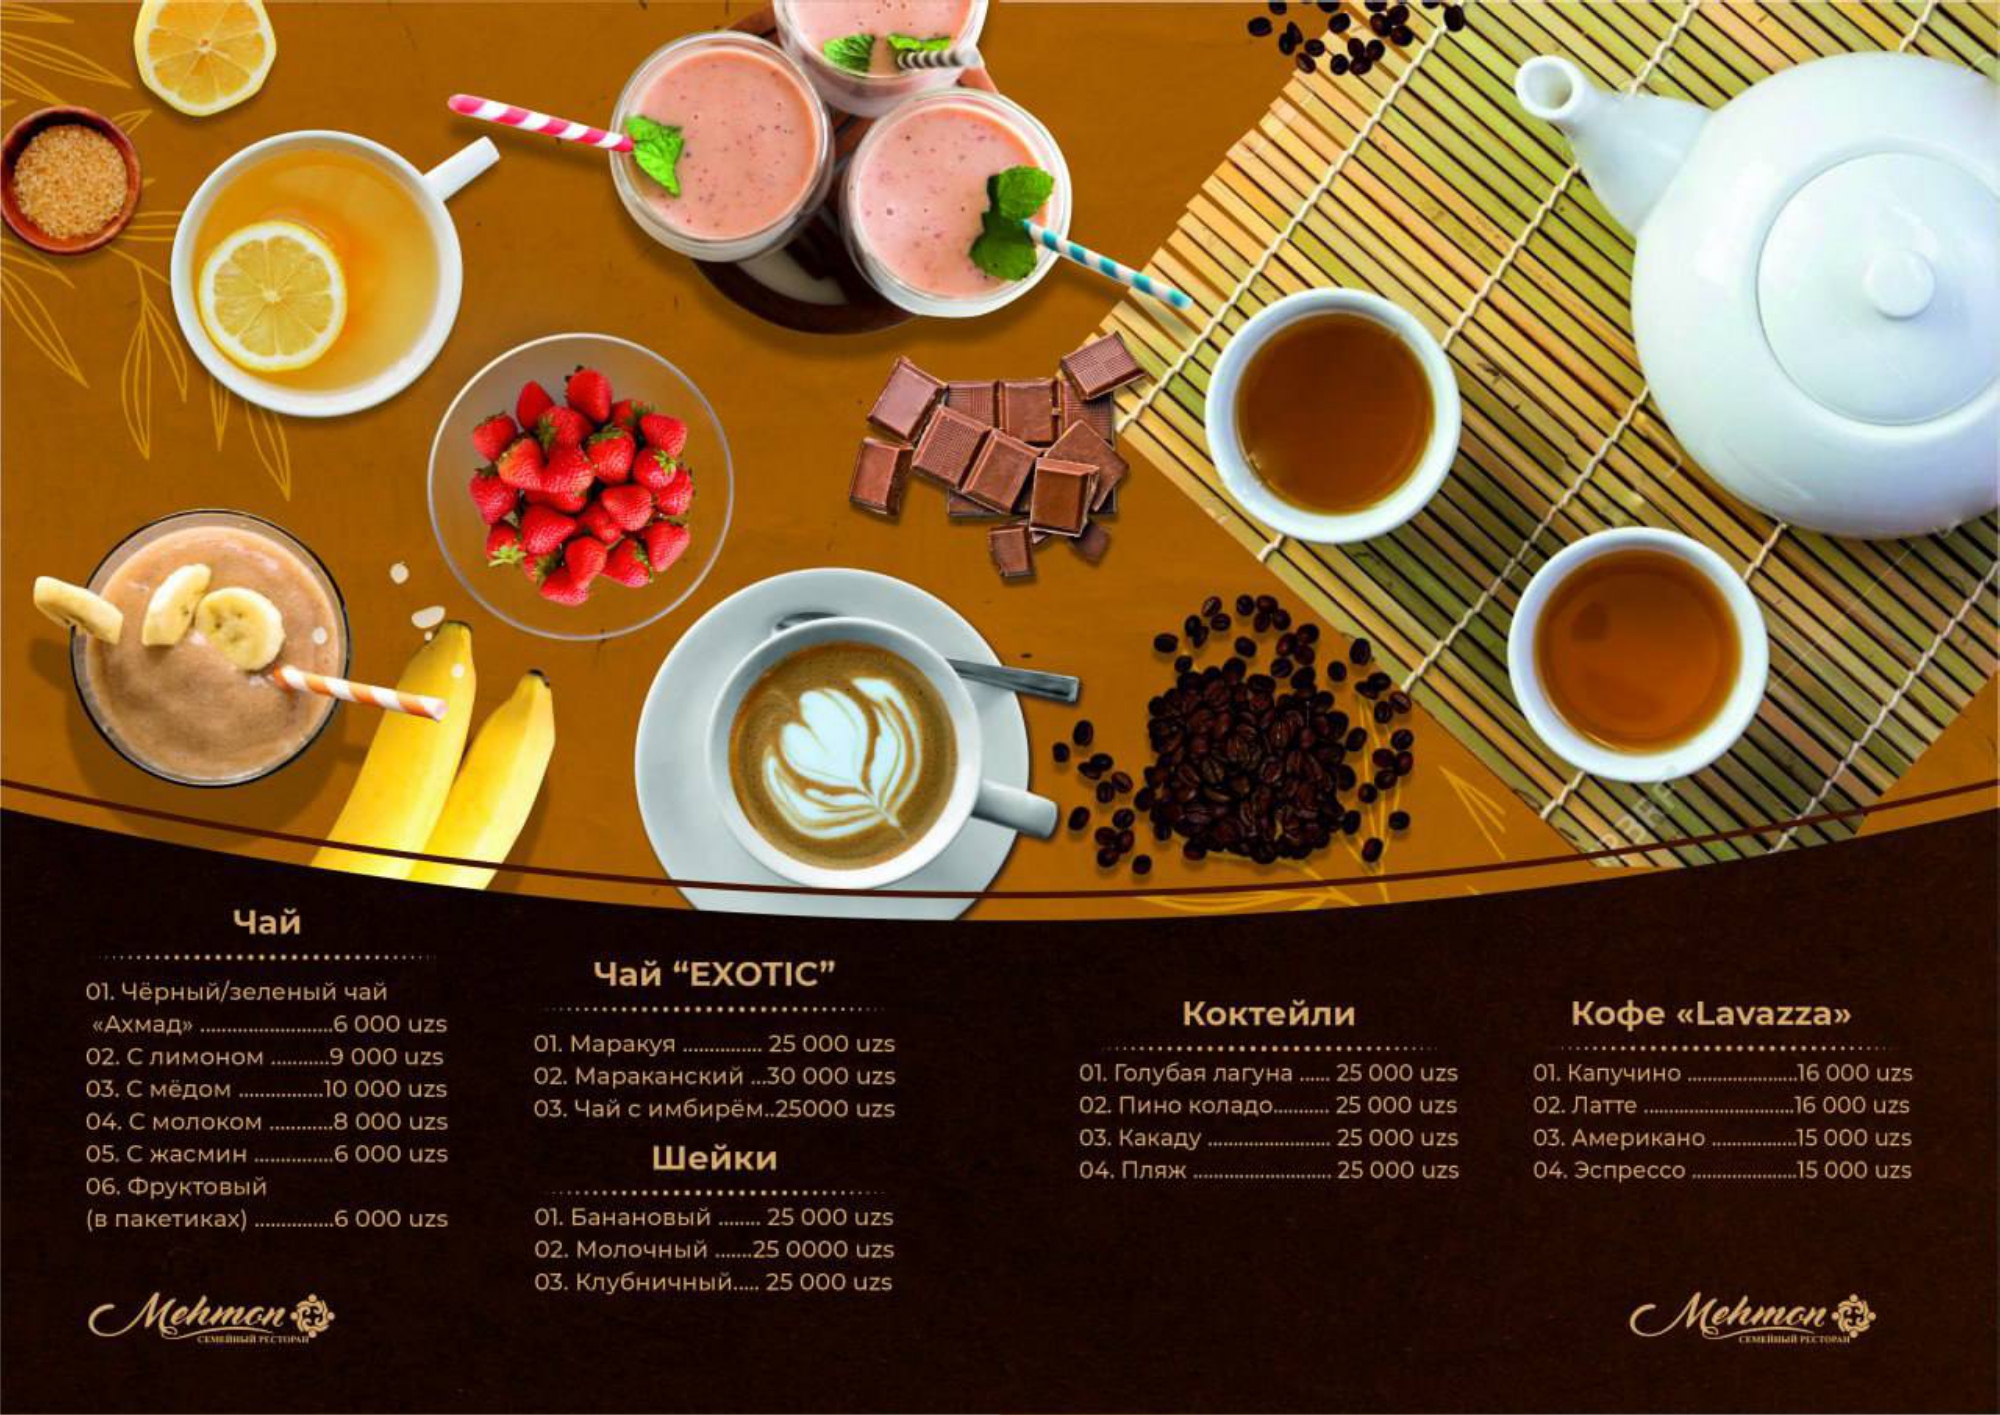 Чай
01. Чёрный/зеленый чай
«Ахмад» .........................6 000 uzs
02. С лимоном ...........9 000 uzs
03. С мёдом ................10 000 uzs
04. С молоком ............8 000 uzs
05. С жасмин ...............6 000 uzs
06. Фруктовый
(в пакетиках) ...............6 000 uzs
Чай “EXOTIC”
01. Маракуя ............... 25 000 uzs
02. Мараканский ...30 000 uzs
03. Чай с имбирём..25000 uzs
Шейки
01. Банановый ........ 25 000 uzs
02. Молочный .......25 0000 uzs
03. Клубничный..... 25 000 uzs
Коктейли
01. Голубая лагуна ...... 25 000 uzs
02. Пино коладо........... 25 000 uzs
03. Какаду ....................... 25 000 uzs
04. Пляж .......................... 25 000 uzs
Кофе «Lavazza»
01. Капучино .....................16 000 uzs
02. Латте .............................16 000 uzs
03. Американо ................15 000 uzs
04. Эспрессо ....................15 000 uzs
Mehmon
СЕМЕЙНЫЙ РЕСТОРАН
Mehmon
СЕМЕЙНЫЙ РЕСТОРАН